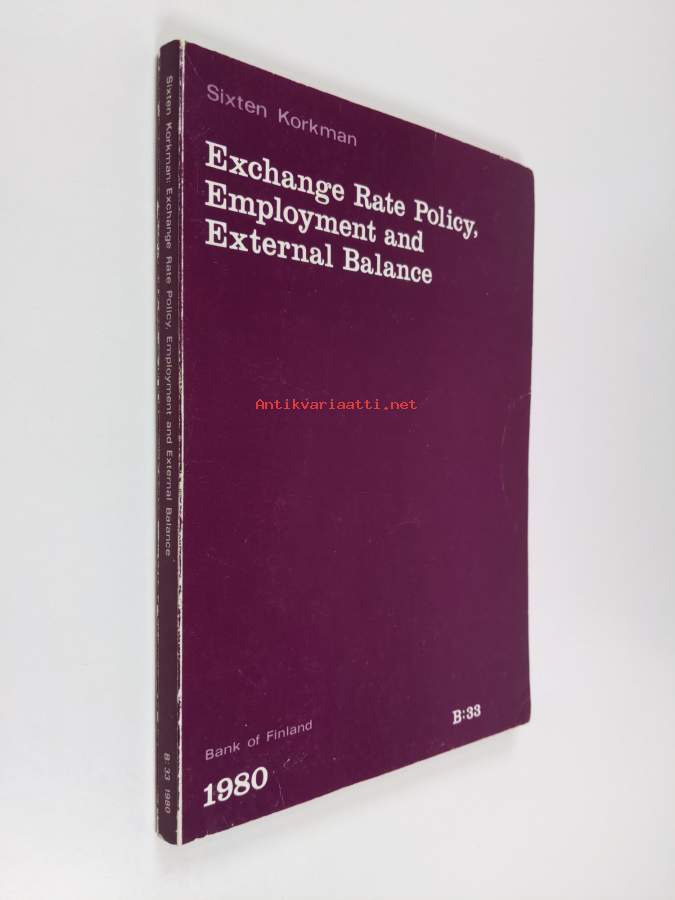 Sixten Korkman
Exchange Rate Policy,
Employment and
External Balance
Antikvariaatti.net
Bank of Finland
B:33
1980
Sixten Korkman: Exchange Rate Policy, Employment and External Balance
B:33 1980